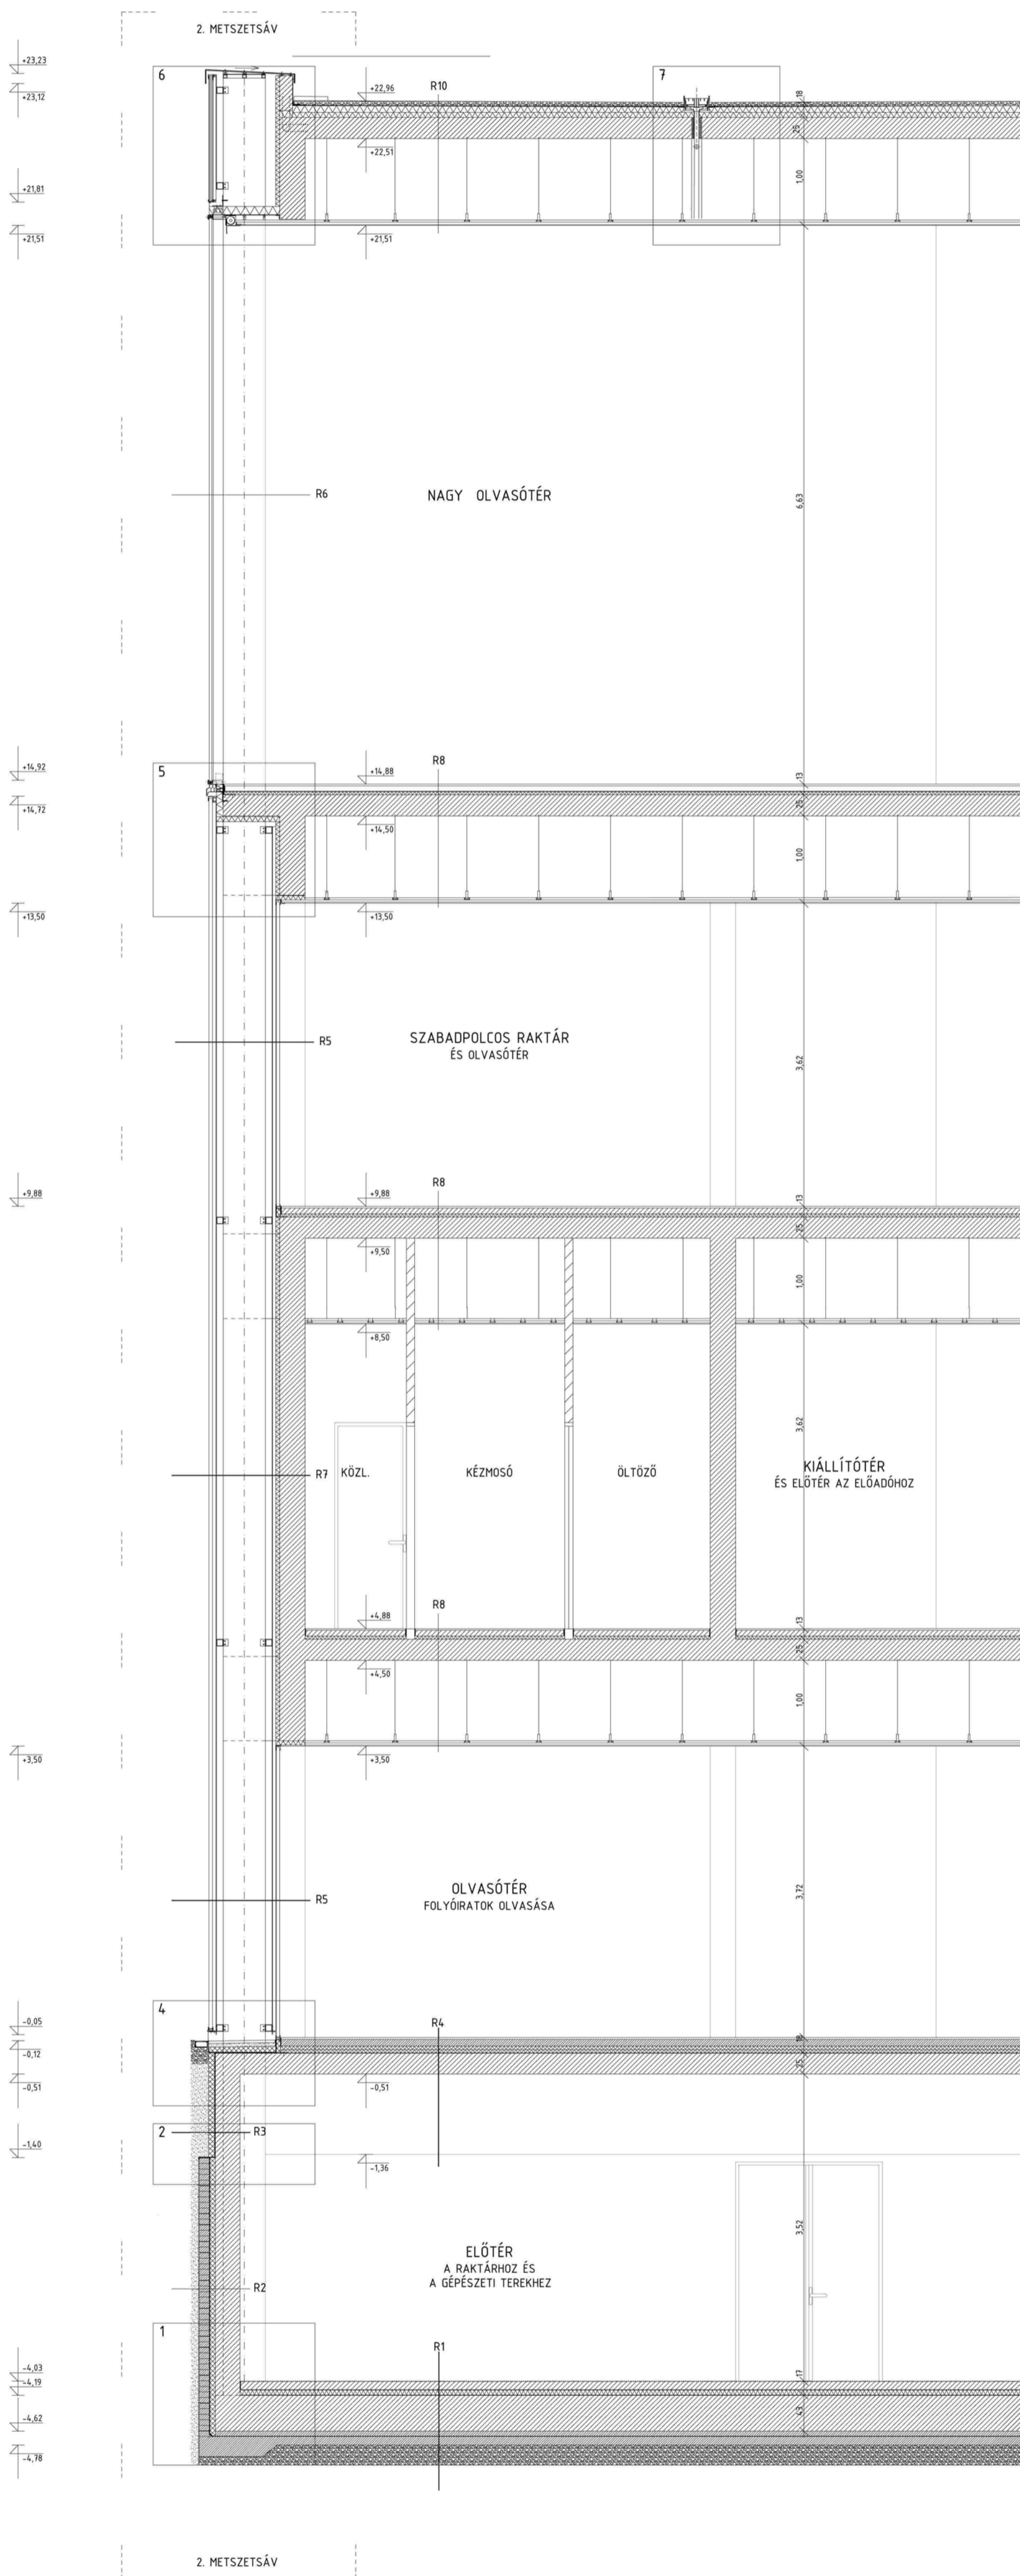 2. METSZETSÁV
+23,23
6
7
+22,96
R10
18
+23,12
25
+22,51
1,00
+21,81
+21,51
+21,51
R6
NAGY OLVASÓTÉR
6,63
+14,92
5
+14,88
R8
13
+14,72
25
+14,50
1,00
+13,50
+13,50
R5
SZABADPOLCOS RAKTÁR
ÉS OLVASÓTÉR
3,62
+9,88
+9,88
R8
13
25
+9,50
1,00
+8,50
3,62
R7
KÖZL.
KÉZMOSÓ
ÖLTÖZŐ
KIÁLLÍTÓTÉR
ÉS ELŐTÉR AZ ELŐADÓHOZ
+4,88
R8
13
25
+4,50
1,00
+3,50
+3,50
R5
OLVASÓTÉR
FOLYÓIRATOK OLVASÁSA
3,72
4
-0,05
R4
18
-0,12
25
-0,51
-0,51
2
R3
-1,40
-1,36
3,52
ELŐTÉR
A RAKTÁRHOZ ÉS
A GÉPÉSZETI TEREKHEZ
R2
1
R1
-4,03
17
-4,19
43
-4,62
-4,78
2. METSZETSÁV